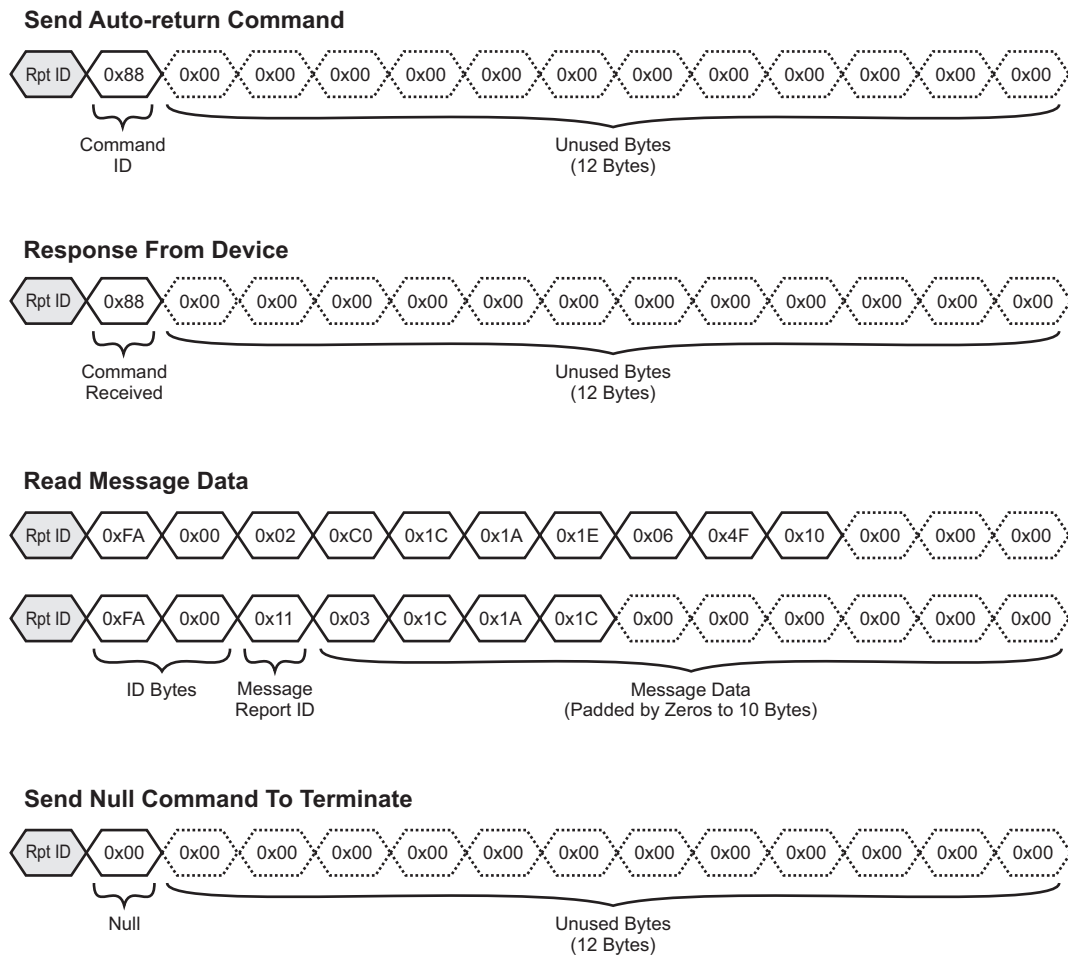 Send Auto-return Command
Rpt ID 0x88 0x00 0x00 0x00 0x00 0x00 0x00 0x00 0x00 0x00 0x00 0x00 0x00
Command
ID
Unused Bytes
(12 Bytes)
Response From Device
Rpt ID 0x88 0x00 0x00 0x00 0x00 0x00 0x00 0x00 0x00 0x00 0x00 0x00 0x00
Command
Received
Unused Bytes
(12 Bytes)
Read Message Data
Rpt ID 0xFA 0x00 0x02 0xC0 0x1C 0x1A 0x1E 0x06 0x4F 0x10 0x00 0x00 0x00
Rpt ID 0xFA 0x00 0x11 0x03 0x1C 0x1A 0x1C 0x00 0x00 0x00 0x00 0x00 0x00
ID Bytes
Message
Report ID
Message Data
(Padded by Zeros to 10 Bytes)
Send Null Command To Terminate
Rpt ID 0x00 0x00 0x00 0x00 0x00 0x00 0x00 0x00 0x00 0x00 0x00 0x00 0x00
Null
Unused Bytes
(12 Bytes)